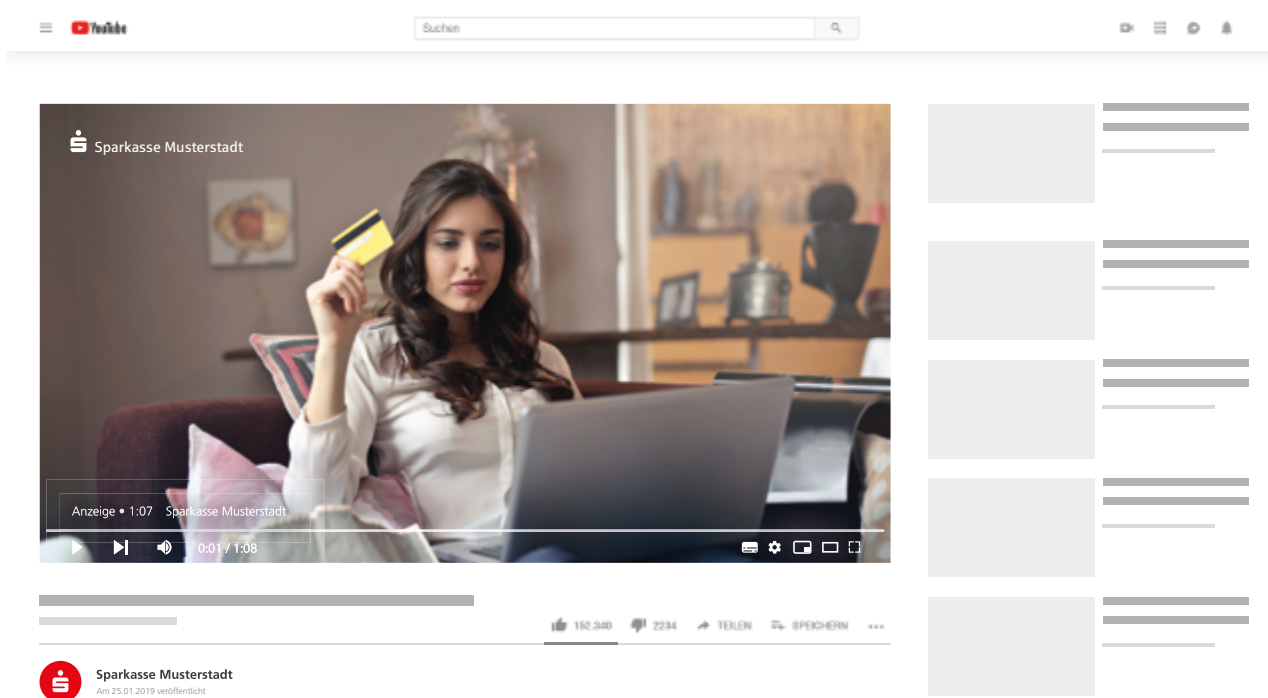 YouTube
Suchen
Sparkasse Musterstadt
Anzeige • 1:07 Sparkasse Musterstadt
0:01 / 1:08
152.340 2234 TEILEN SPEICHERN
Sparkasse Musterstadt
Am 25.01.2019 veröffentlicht